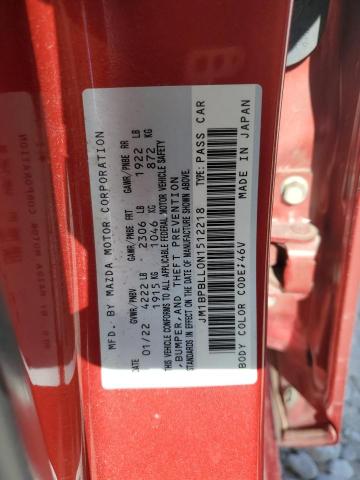 MFD. BY MAZDA MOTOR CORPORATION
DATE GVWR/PNBV GAWR/PNBE FRT GAWR/PNBE RR
01/22 4222 LB 2306 LB 1922 LB
1915 KG 1046 KG 872 KG
THIS VEHICLE CONFORMS TO ALL APPLICABLE FEDERAL MOTOR VEHICLE SAFETY
,BUMPER,AND THEFT PREVENTION
STANDARDS IN EFFECT ON THE DATE OF MANUFACTURE SHOWN ABOVE.
JM1BPBLL0N1512218 TYPE: PASS CAR
BODY COLOR CODE/46V MADE IN JAPAN